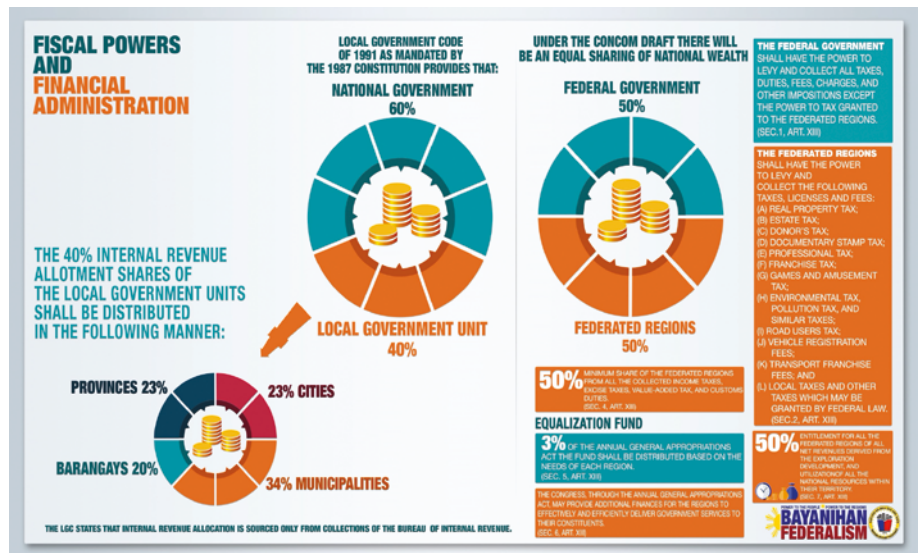 FISCAL POWERS
AND
FINANCIAL
ADMINISTRATION
LOCAL GOVERNMENT CODE
OF 1991 AS MANDATED BY
THE 1987 CONSTITUTION PROVIDES THAT:
NATIONAL GOVERNMENT
60%
LOCAL GOVERNMENT UNIT
40%
THE 40% INTERNAL REVENUE
ALLOTMENT SHARES OF
THE LOCAL GOVERNMENT UNITS
SHALL BE DISTRIBUTED
IN THE FOLLOWING MANNER:
PROVINCES 23%
23% CITIES
BARANGAYS 20%
34% MUNICIPALITIES
THE LGC STATES THAT INTERNAL REVENUE ALLOCATION IS SOURCED ONLY FROM COLLECTIONS OF THE BUREAU OF INTERNAL REVENUE.
UNDER THE CONCOM DRAFT THERE WILL
BE AN EQUAL SHARING OF NATIONAL WEALTH
FEDERAL GOVERNMENT
50%
FEDERATED REGIONS
50%
50% MINIMUM SHARE OF THE FEDERATED REGIONS
FROM ALL THE COLLECTED INCOME TAXES,
EXCISE TAXES, VALUE-ADDED TAX, AND CUSTOMS
DUTIES.
(SEC. 4, ART. XIII)
EQUALIZATION FUND
3% OF THE ANNUAL GENERAL APPROPRIATIONS
ACT THE FUND SHALL BE DISTRIBUTED BASED ON THE
NEEDS OF EACH REGION.
(SEC. 5, ART. XIII)
THE CONGRESS, THROUGH THE ANNUAL GENERAL APPROPRIATIONS
ACT, MAY PROVIDE ADDITIONAL FINANCES FOR THE REGIONS TO
EFFECTIVELY AND EFFICIENTLY DELIVER GOVERNMENT SERVICES TO
THEIR CONSTITUENTS.
(SEC. 6, ART. XIII)
THE FEDERAL GOVERNMENT
SHALL HAVE THE POWER TO
LEVY AND COLLECT ALL TAXES,
DUTIES, FEES, CHARGES, AND
OTHER IMPOSITIONS EXCEPT
THE POWER TO TAX GRANTED
TO THE FEDERATED REGIONS.
(SEC.1, ART. XIII)
THE FEDERATED REGIONS
SHALL HAVE THE POWER
TO LEVY AND
COLLECT THE FOLLOWING
TAXES, LICENSES AND FEES:
(A) REAL PROPERTY TAX;
(B) ESTATE TAX;
(C) DONOR'S TAX;
(D) DOCUMENTARY STAMP TAX;
(E) PROFESSIONAL TAX;
(F) FRANCHISE TAX;
(G) GAMES AND AMUSEMENT
TAX;
(H) ENVIRONMENTAL TAX,
POLLUTION TAX, AND
SIMILAR TAXES;
(I) ROAD USERS TAX;
(J) VEHICLE REGISTRATION
FEES;
(K) TRANSPORT FRANCHISE
FEES; AND
(L) LOCAL TAXES AND OTHER
TAXES WHICH MAY BE
GRANTED BY FEDERAL LAW.
(SEC.2, ART. XIII)
50% ENTITLEMENT FOR ALL THE
FEDERATED REGIONS OF ALL
NET REVENUES DERIVED FROM
THE EXPLORATION
DEVELOPMENT, AND
UTILIZATIONOF ALL THE
NATIONAL RESOURCES WITHIN
THEIR TERRITORY.
(SEC. 7, ART. XIII)
POWER TO THE PEOPLE POWER TO THE REGIONS
BAYANIHAN
FEDERALISM